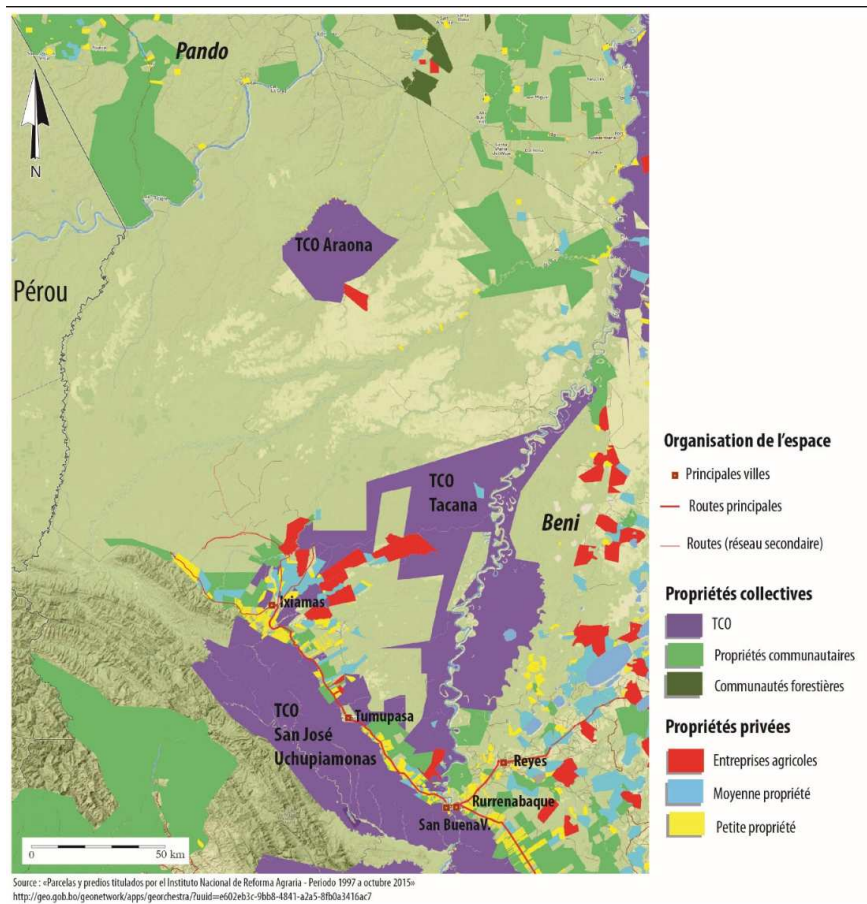 Pando
N
TCO Araona
Pérou
TCO
Tacana
Beni
Ixiamas
TCO
San José
Uchupiamonas
Tumupasa
Reyes
Rurrenabaque
San BuenaV.
0 50 km
Organisation de l'espace
Principales villes
Routes principales
Routes (réseau secondaire)
Propriétés collectives
TCO
Propriétés communautaires
Communautés forestières
Propriétés privées
Entreprises agricoles
Moyenne propriété
Petite propriété
Source : «Parcelas y predios titulados por el Instituto Nacional de Reforma Agraria - Periodo 1997 a octubre 2015»
http://geo.gob.bo/geonetwork/apps/georchestra/?uuid=e602eb3c-9bb8-4841-a2a5-8fb0a3416ac7